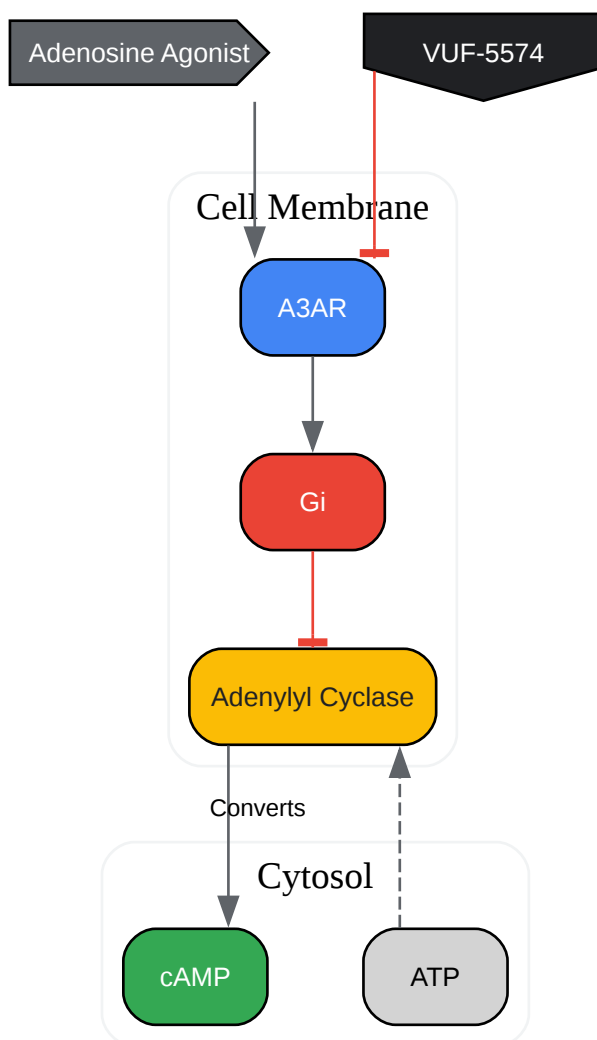 Adenosine Agonist
VUF-5574
Cell Membrane
A3AR
Gi
Adenylyl Cyclase
Converts
Cytosol
cAMP
ATP